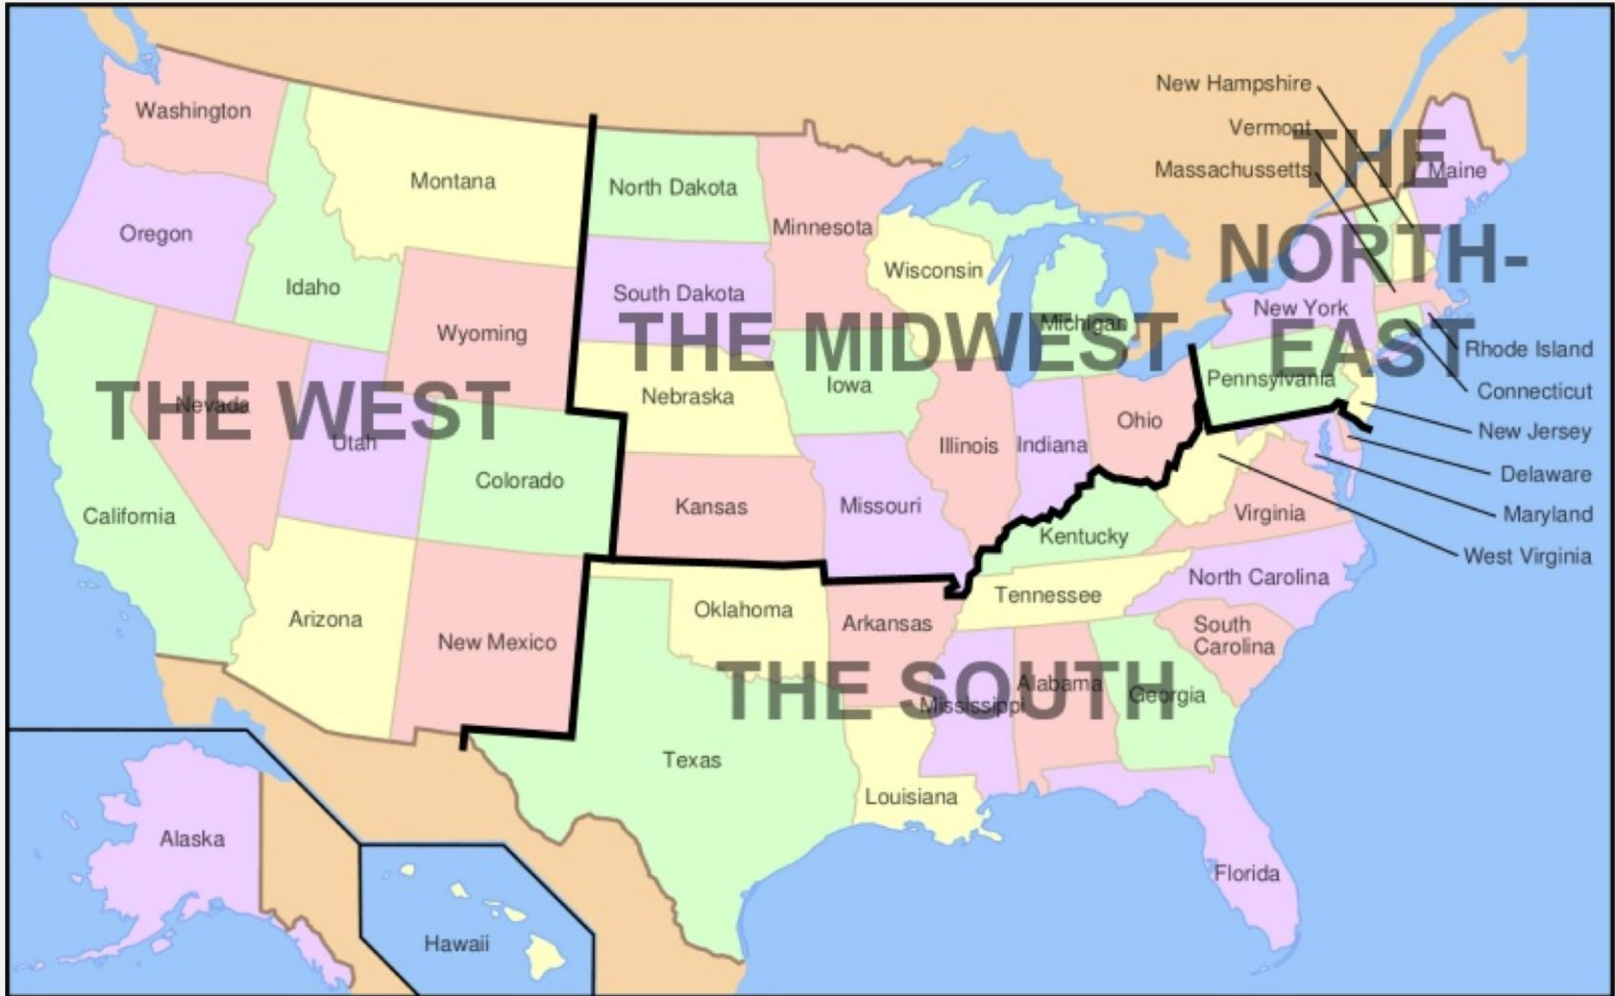 New Hampshire
Vermont
Massachussetts
THE
Maine
Washington
Montana
North Dakota
Minnesota
Oregon
NORTH-
Idaho
Wisconsin
South Dakota
New York
Wyoming
THE MIDWEST
Michigan
EAST
Rhode Island
Pennsylvania
Iowa
Connecticut
Nebraska
THE WEST
Nevada
Ohio
New Jersey
Utah
Illinois
Indiana
Delaware
Colorado
Kansas
Missouri
California
Virginia
Maryland
Kentucky
West Virginia
North Carolina
Tennessee
Oklahoma
Arizona
Arkansas
South
Carolina
New Mexico
THE SOUTH
Alabama
Georgia
Mississippi
Texas
Louisiana
Alaska
Florida
Hawaii